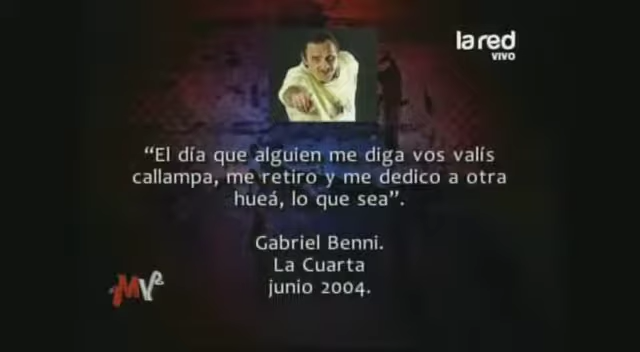 la red
VIVO
“El día que alguien me diga vos valís
callampa, me retiro y me dedico a otra
hueá, lo que sea”.
Gabriel Benni.
La Cuarta
junio 2004.
MV2